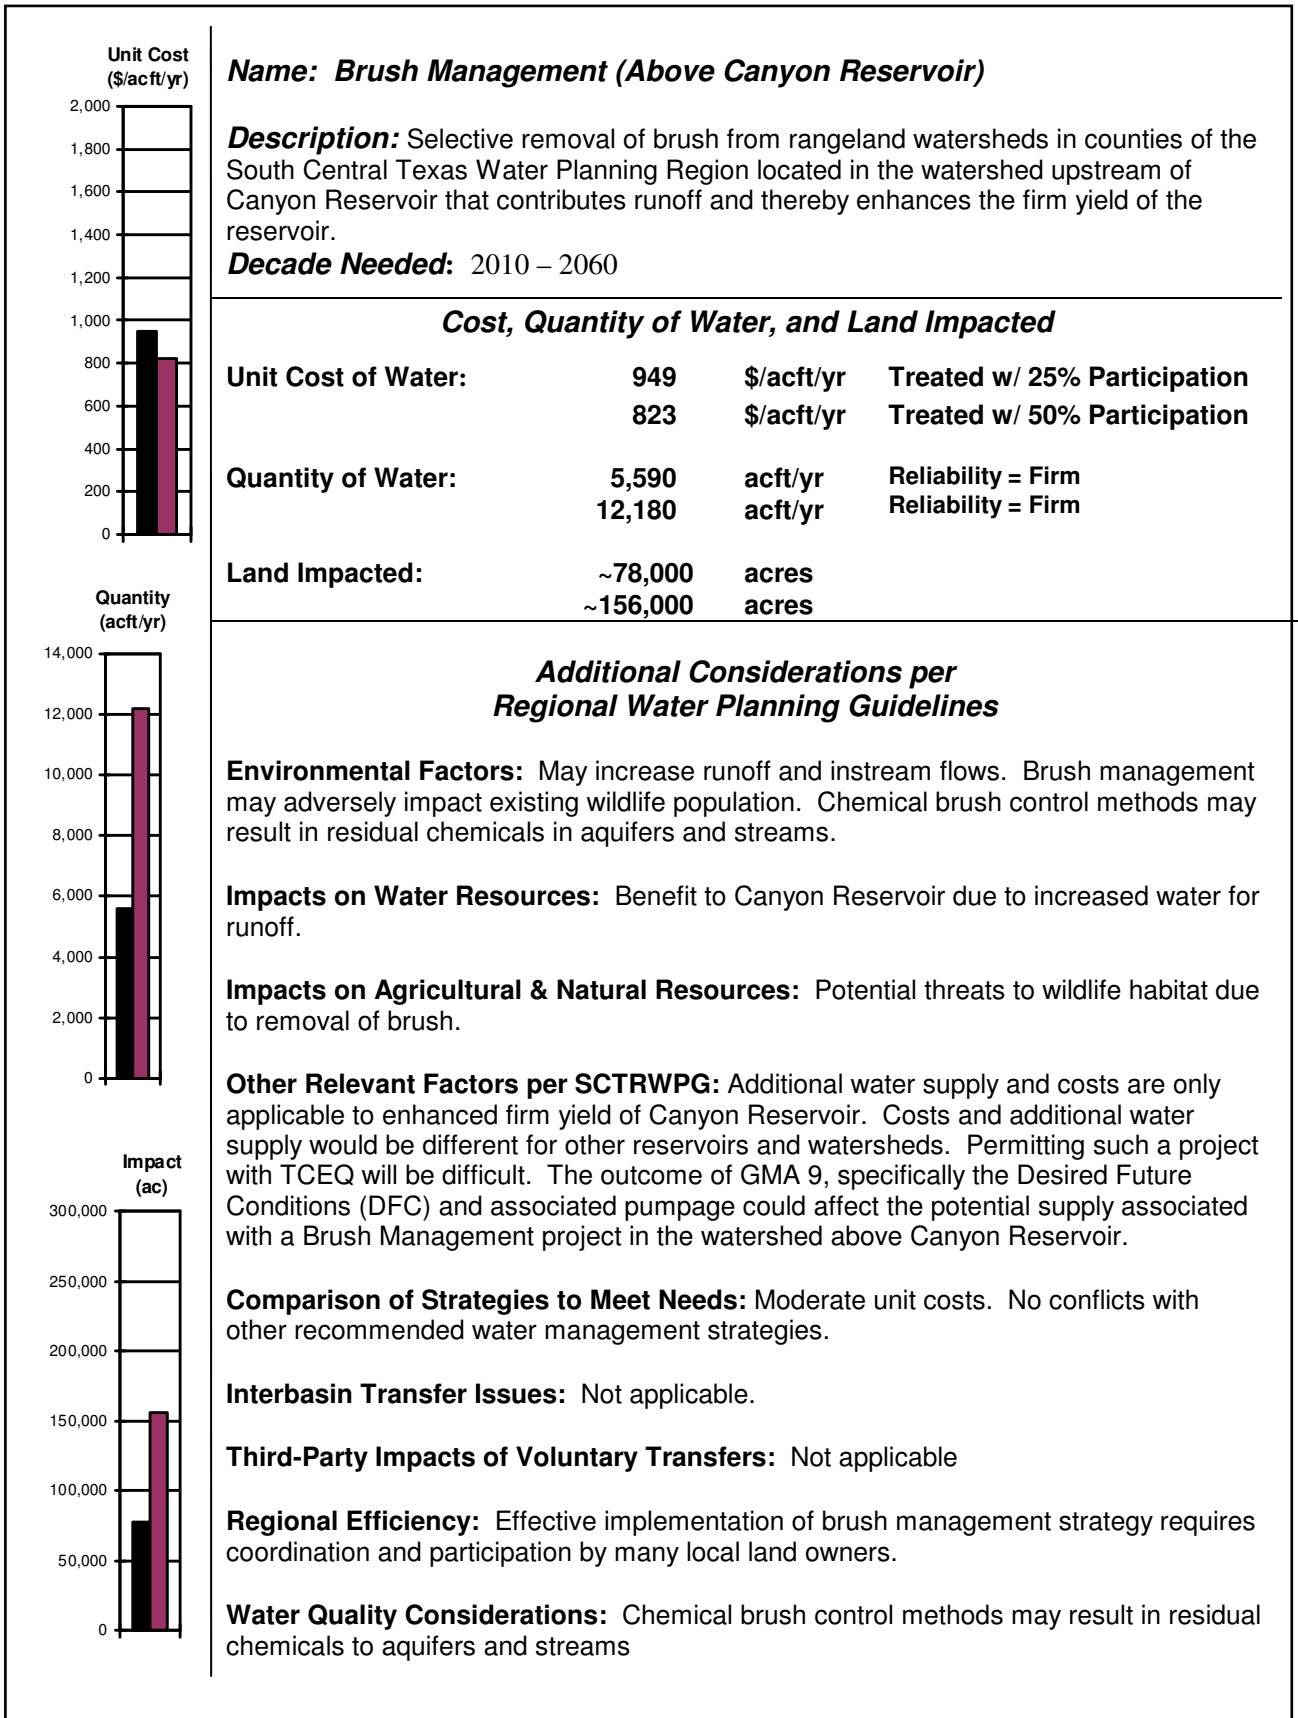 Unit Cost
($/acft/yr)
2,000
1,800
1,600
1,400
1,200
1,000
800
600
400
200
0
Quantity
(acft/yr)
14,000
12,000
10,000
8,000
6,000
4,000
2,000
0
Impact
(ac)
300,000
250,000
200,000
150,000
100,000
50,000
0
Name: Brush Management (Above Canyon Reservoir)
Description: Selective removal of brush from rangeland watersheds in counties of the
South Central Texas Water Planning Region located in the watershed upstream of
Canyon Reservoir that contributes runoff and thereby enhances the firm yield of the
reservoir.
Decade Needed: 2010 – 2060
Cost, Quantity of Water, and Land Impacted
Unit Cost of Water: 949 $/acft/yr Treated w/ 25% Participation
823 $/acft/yr Treated w/ 50% Participation
Quantity of Water: 5,590 acft/yr Reliability = Firm
12,180 acft/yr Reliability = Firm
Land Impacted: ~78,000 acres
~156,000 acres
Additional Considerations per
Regional Water Planning Guidelines
Environmental Factors: May increase runoff and instream flows. Brush management
may adversely impact existing wildlife population. Chemical brush control methods may
result in residual chemicals in aquifers and streams.
Impacts on Water Resources: Benefit to Canyon Reservoir due to increased water for
runoff.
Impacts on Agricultural & Natural Resources: Potential threats to wildlife habitat due
to removal of brush.
Other Relevant Factors per SCTRWPG: Additional water supply and costs are only
applicable to enhanced firm yield of Canyon Reservoir. Costs and additional water
supply would be different for other reservoirs and watersheds. Permitting such a project
with TCEQ will be difficult. The outcome of GMA 9, specifically the Desired Future
Conditions (DFC) and associated pumpage could affect the potential supply associated
with a Brush Management project in the watershed above Canyon Reservoir.
Comparison of Strategies to Meet Needs: Moderate unit costs. No conflicts with
other recommended water management strategies.
Interbasin Transfer Issues: Not applicable.
Third-Party Impacts of Voluntary Transfers: Not applicable
Regional Efficiency: Effective implementation of brush management strategy requires
coordination and participation by many local land owners.
Water Quality Considerations: Chemical brush control methods may result in residual
chemicals to aquifers and streams